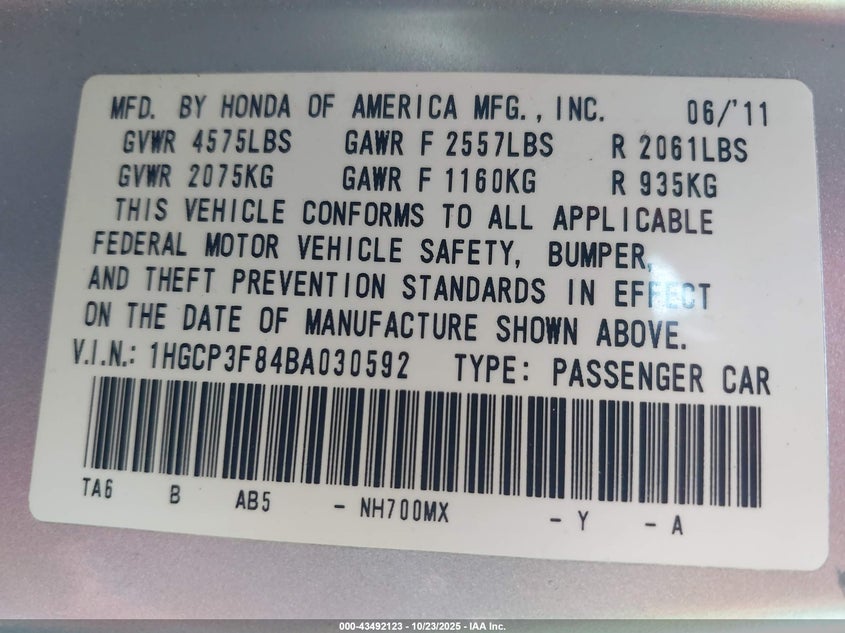 MFD. BY HONDA OF AMERICA MFG., INC. 06/'11
GVWR 4575LBS GAWR F 2557LBS R 2061LBS
GVWR 2075KG GAWR F 1160KG R 935KG
THIS VEHICLE CONFORMS TO ALL APPLICABLE
FEDERAL MOTOR VEHICLE SAFETY, BUMPER,
AND THEFT PREVENTION STANDARDS IN EFFECT
ON THE DATE OF MANUFACTURE SHOWN ABOVE.
V.I.N.: 1HGCP3F84BA030592 TYPE: PASSENGER CAR
TA6 B AB5 - NH700MX - Y - A
000-43492123 - 10/23/2025 - IAA Inc.